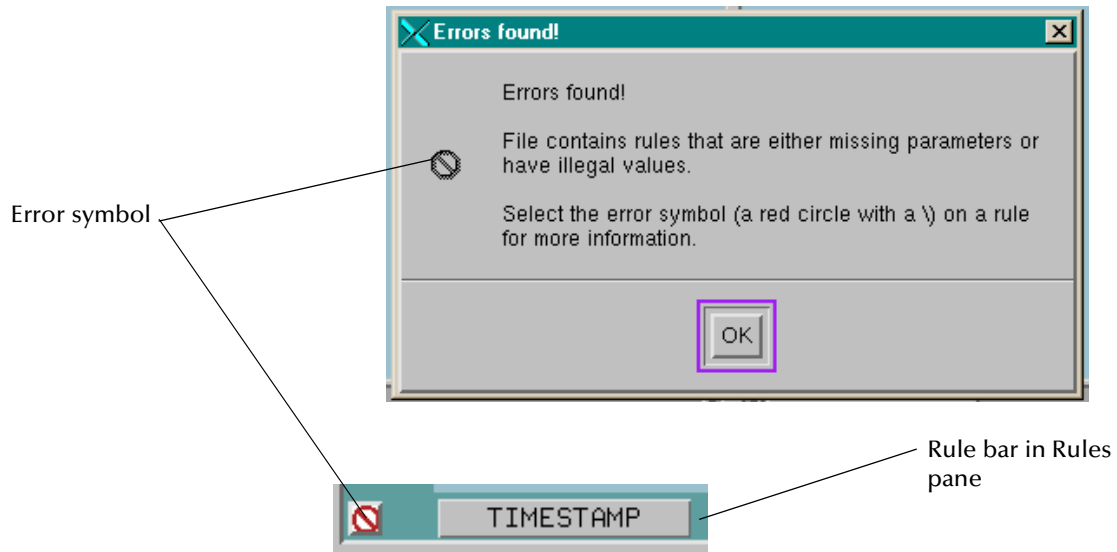 Errors found!
Errors found!
File contains rules that are either missing parameters or
have illegal values.
Select the error symbol (a red circle with a \) on a rule
for more information.
OK
Error symbol
Rule bar in Rules
pane
TIMESTAMP